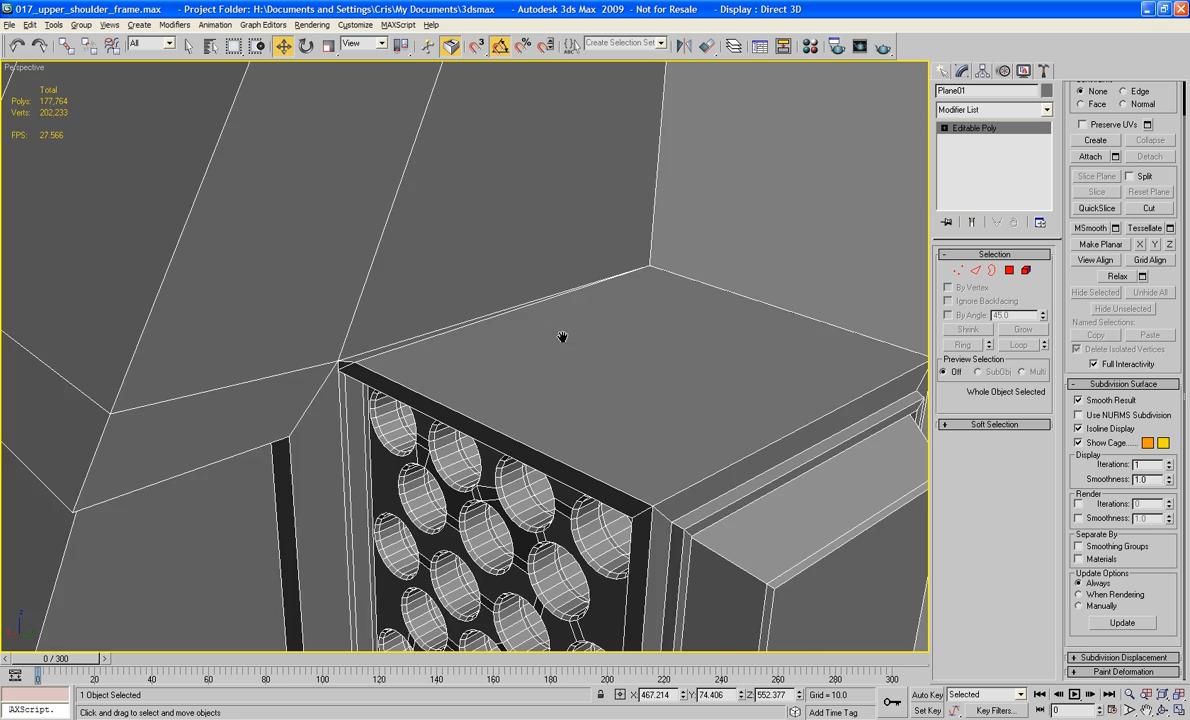 017_upper_shoulder_frame.max - Project Folder: H:\Documents and Settings\Cris\My Documents\3dsmax - Autodesk 3ds Max 2009 - Not for Resale - Display : Direct 3D
File Edit Tools Group Views Create Modifiers Animation Graph Editors Rendering Customize MAXScript Help
All View Create Selection Set
Perspective
Total
Polys: 177,764
Verts: 202,233
FPS: 27.566
Plane01
Modifier List
Editable Poly
Selection
By Vertex
Ignore Backfacing
By Angle: 45.0
Shrink Grow
Ring Loop
Preview Selection
Off SubObj Multi
Whole Object Selected
Soft Selection
None Edge
Face Normal
Preserve UVs
Create Collapse
Attach Detach
Slice Plane Split
Slice Reset Plane
QuickSlice Cut
MSmooth Tessellate
Make Planar X Y Z
View Align Grid Align
Relax
Hide Selected Unhide All
Hide Unselected
Named Selections:
Copy Paste
Delete Isolated Vertices
Full Interactivity
Subdivision Surface
Smooth Result
Use NURMS Subdivision
Isoline Display
Show Cage......
Display
Iterations: 1
Smoothness: 1.0
Render
Iterations: 0
Smoothness: 1.0
Separate By
Smoothing Groups
Materials
Update Options
Always
When Rendering
Manually
Update
Subdivision Displacement
Paint Deformation
0 / 300
0 20 40 60 80 100 120 140 160 180 200 220 240 260 280 300
1 Object Selected X: 467.214 Y: 74.406 Z: 552.377 Grid = 10.0 Auto Key Selected
AXScript. Click and drag to select and move objects Add Time Tag Set Key Key Filters... 0